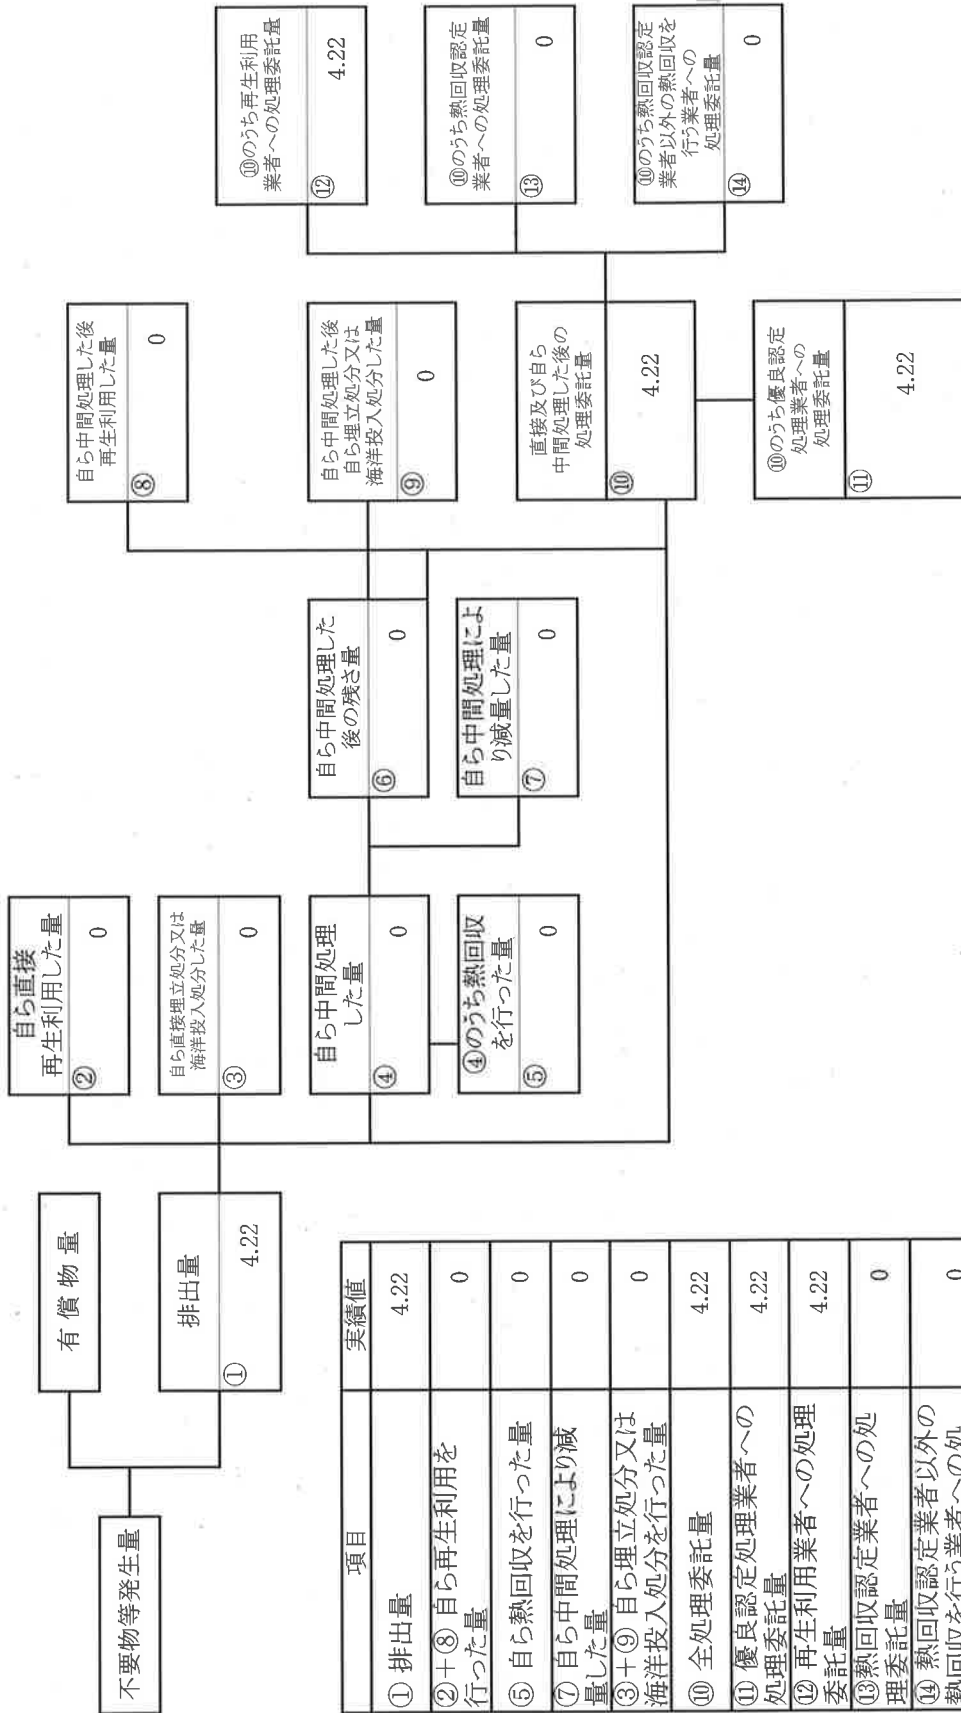 不要物等発生量
有償物量
排出量
①
4.22
自ら直接
再生利用した量
②
0
自ら直接埋立処分又は
海洋投入処分した量
③
0
自ら中間処理
した量
④
0
④のうち熱回収
を行った量
⑤
0
自ら中間処理した
後の残さ量
⑥
0
自ら中間処理によ
り減量した量
⑦
0
自ら中間処理した後
再生利用した量
⑧
0
自ら中間処理した後
自ら埋立処分又は
海洋投入処分した量
⑨
0
直接及び自ら
中間処理した後の
処理委託量
⑩
4.22
⑩のうち優良認定
処理業者への
処理委託量
⑪
4.22
⑩のうち再生利用
業者への処理委託量
⑫
4.22
⑩のうち熱回収認定
業者への処理委託量
⑬
0
⑩のうち熱回収認定
業者以外の熱回収を
行う業者への
処理委託量
⑭
0
項目 実績値
① 排出量 4.22
②+⑧ 自ら再生利用を
行った量 0
⑤ 自ら熱回収を行った量 0
⑦ 自ら中間処理により減
量した量 0
③+⑨ 自ら埋立処分又は
海洋投入処分を行った量 0
⑩ 全処理委託量 4.22
⑪ 優良認定処理業者への
処理委託量 4.22
⑫ 再生利用業者への処理
委託量 4.22
⑬熱回収認定業者への処
理委託量 0
⑭ 熱回収認定業者以外の
熱回収を行う業者への処 0